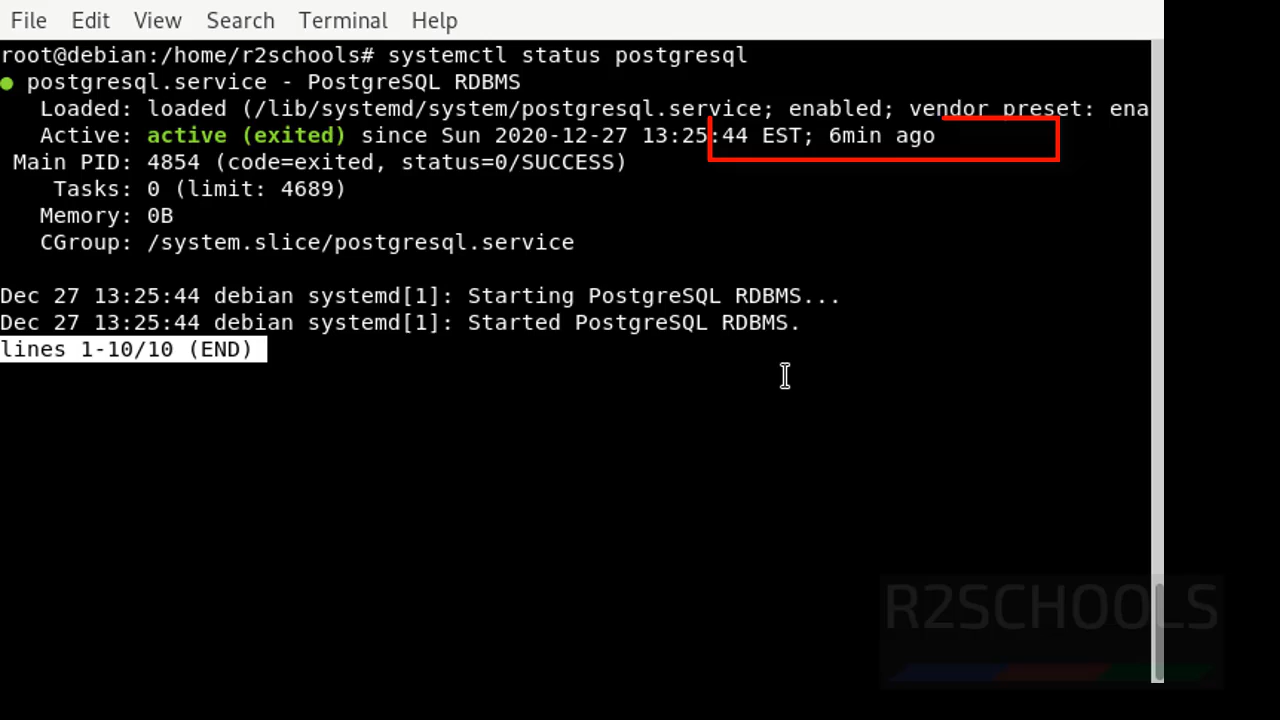 File Edit View Search Terminal Help
root@debian:/home/r2schools# systemctl status postgresql
● postgresql.service - PostgreSQL RDBMS
Loaded: loaded (/lib/systemd/system/postgresql.service; enabled; vendor preset: ena
Active: active (exited) since Sun 2020-12-27 13:25:44 EST; 6min ago
Main PID: 4854 (code=exited, status=0/SUCCESS)
Tasks: 0 (limit: 4689)
Memory: 0B
CGroup: /system.slice/postgresql.service
Dec 27 13:25:44 debian systemd[1]: Starting PostgreSQL RDBMS...
Dec 27 13:25:44 debian systemd[1]: Started PostgreSQL RDBMS.
lines 1-10/10 (END)
R2SCHOOLS